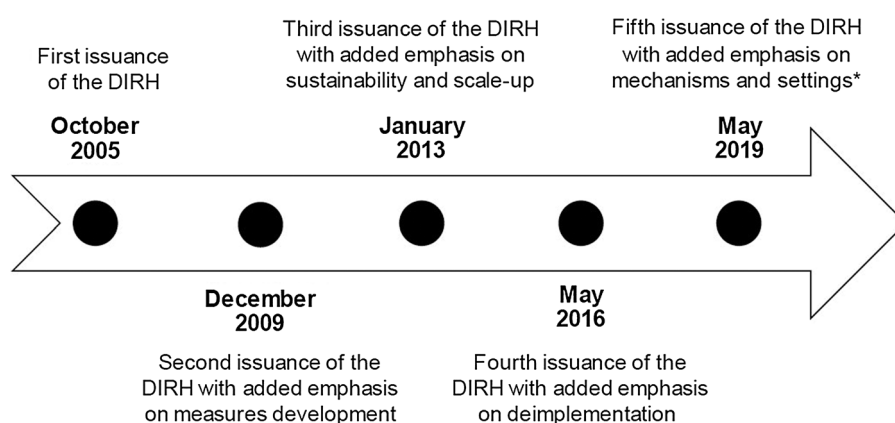 First issuance
of the DIRH
October
2005
Third issuance of the DIRH
with added emphasis on
sustainability and scale-up
January
2013
Fifth issuance of the DIRH
with added emphasis on
mechanisms and settings*
May
2019
December
2009
Second issuance of the
DIRH with added emphasis
on measures development
May
2016
Fourth issuance of the
DIRH with added emphasis
on deimplementation